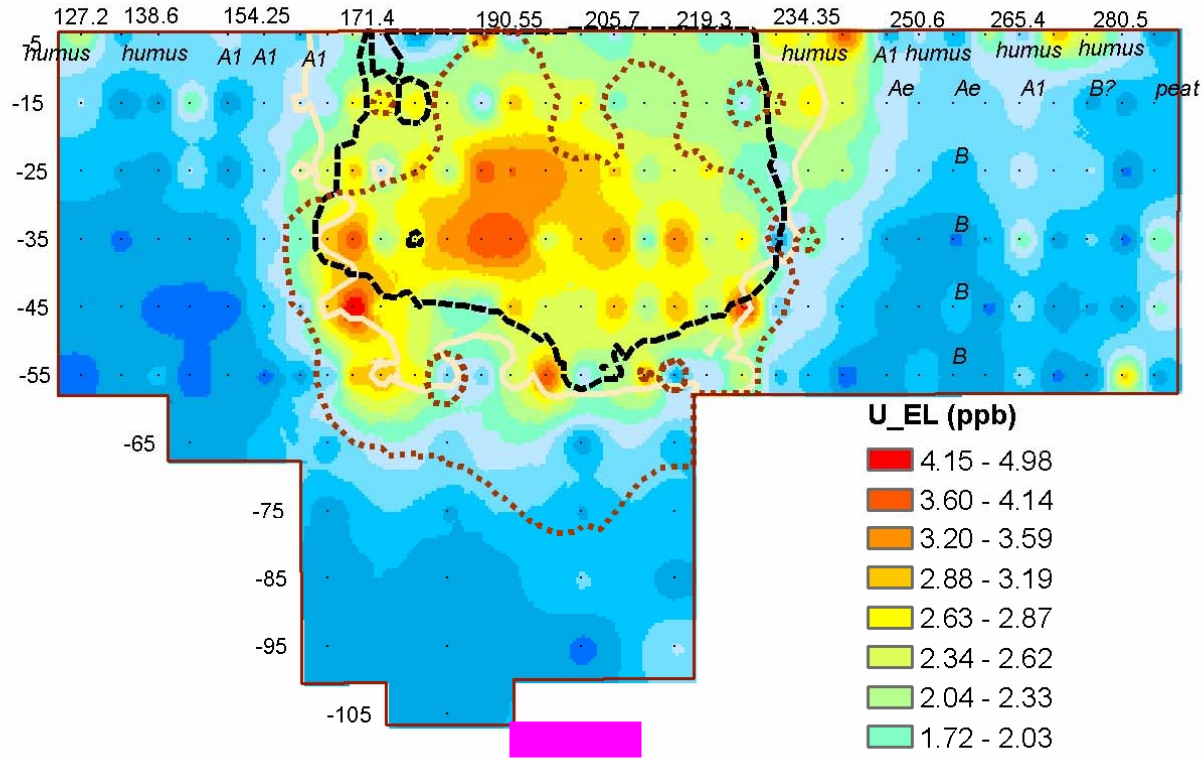 127.2 138.6 154.25 171.4 190.55 205.7 219.3 234.35 250.6 265.4 280.5
-5
humus humus A1 A1 A1 humus A1 humus humus humus
Ae Ae A1 B? peat
-15
B
-25
B
-35
B
-45
B
-55
U_EL (ppb)
-65
4.15 - 4.98
3.60 - 4.14
-75
3.20 - 3.59
-85
2.88 - 3.19
2.63 - 2.87
-95
2.34 - 2.62
2.04 - 2.33
-105
1.72 - 2.03